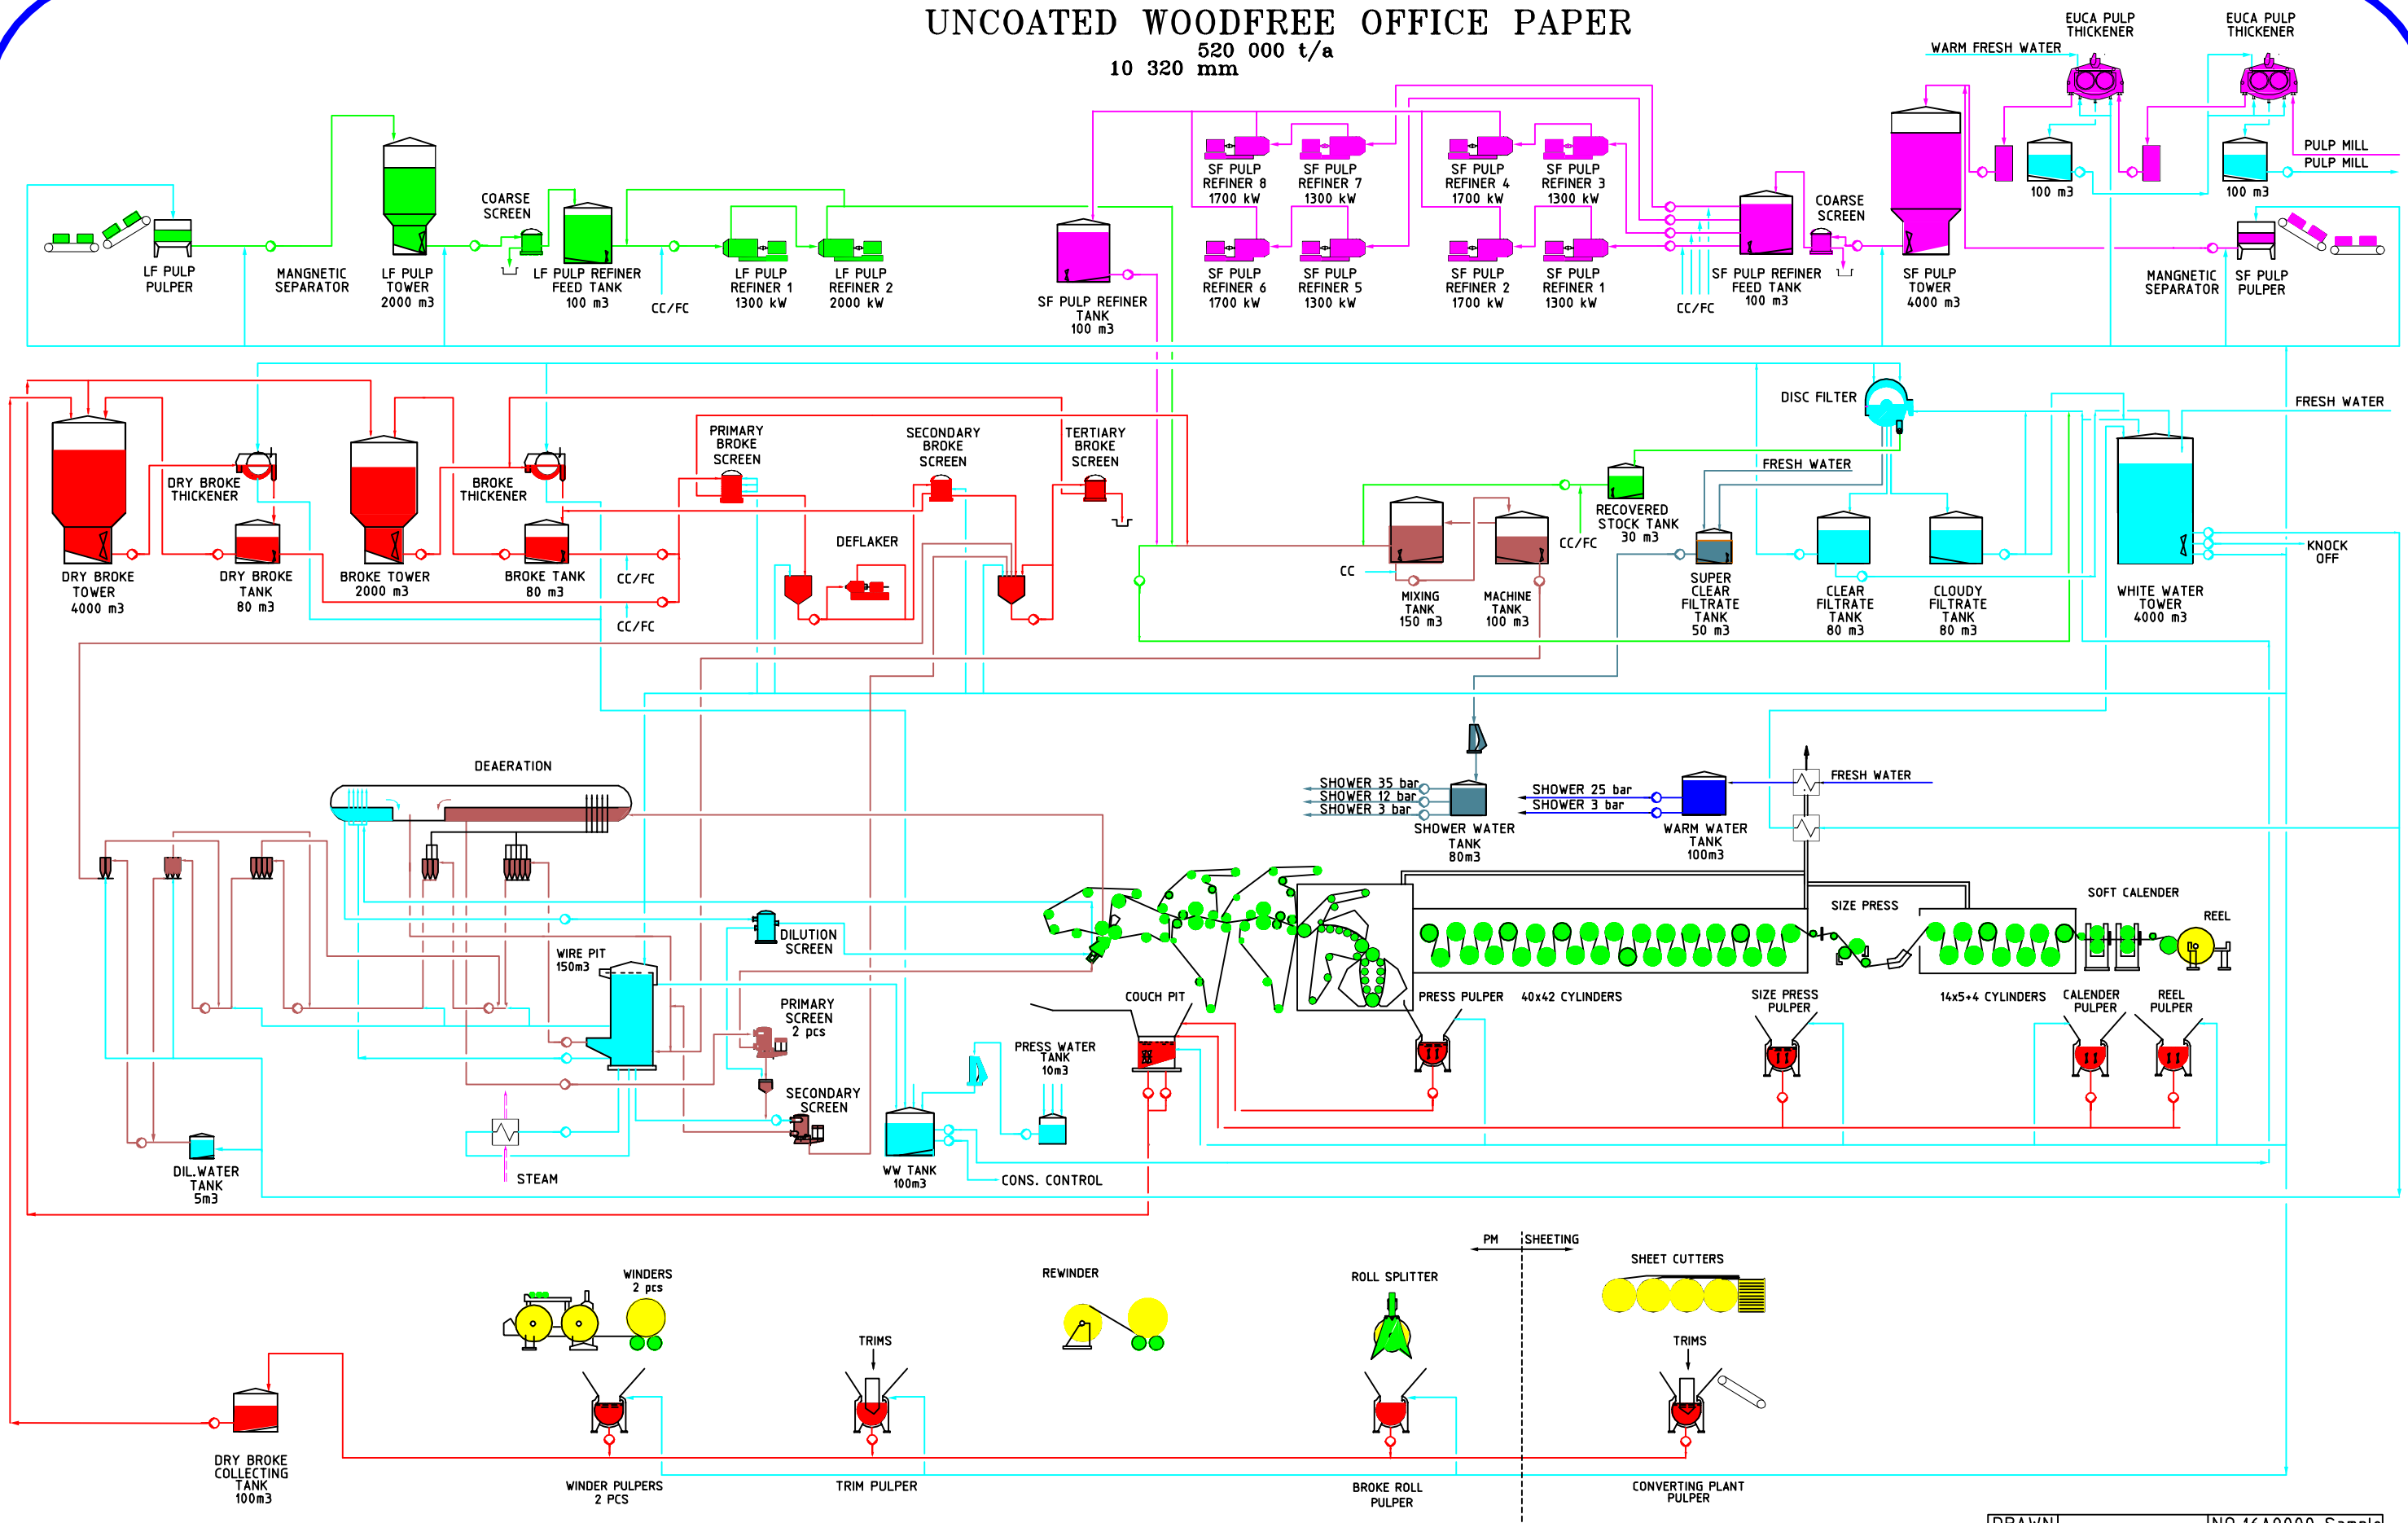 UNCOATED WOODFREE OFFICE PAPER
520 000 t/a
10 320 mm
EUCA PULP
THICKENER
EUCA PULP
THICKENER
WARM FRESH WATER
PULP MILL
PULP MILL
100 m3
100 m3
LF PULP
PULPER
MANGNETIC
SEPARATOR
LF PULP
TOWER
2000 m3
COARSE
SCREEN
LF PULP REFINER
FEED TANK
100 m3
CC/FC
LF PULP
REFINER 1
1300 kW
LF PULP
REFINER 2
2000 kW
SF PULP REFINER
TANK
100 m3
SF PULP
REFINER 8
1700 kW
SF PULP
REFINER 7
1300 kW
SF PULP
REFINER 4
1700 kW
SF PULP
REFINER 3
1300 kW
SF PULP
REFINER 6
1700 kW
SF PULP
REFINER 5
1300 kW
SF PULP
REFINER 2
1700 kW
SF PULP
REFINER 1
1300 kW
CC/FC
SF PULP REFINER
FEED TANK
100 m3
COARSE
SCREEN
SF PULP
TOWER
4000 m3
MANGNETIC
SEPARATOR
SF PULP
PULPER
DRY BROKE
TOWER
4000 m3
DRY BROKE
THICKENER
DRY BROKE
TANK
80 m3
BROKE TOWER
2000 m3
BROKE
THICKENER
BROKE TANK
80 m3
CC/FC
CC/FC
PRIMARY
BROKE
SCREEN
SECONDARY
BROKE
SCREEN
TERTIARY
BROKE
SCREEN
DEFLAKER
CC
MIXING
TANK
150 m3
MACHINE
TANK
100 m3
CC/FC
RECOVERED
STOCK TANK
30 m3
FRESH WATER
SUPER
CLEAR
FILTRATE
TANK
50 m3
DISC FILTER
CLEAR
FILTRATE
TANK
80 m3
CLOUDY
FILTRATE
TANK
80 m3
FRESH WATER
WHITE WATER
TOWER
4000 m3
KNOCK
OFF
DEAERATION
SHOWER 35 bar
SHOWER 12 bar
SHOWER 3 bar
SHOWER WATER
TANK
80m3
SHOWER 25 bar
SHOWER 3 bar
WARM WATER
TANK
100m3
FRESH WATER
DILUTION
SCREEN
WIRE PIT
150m3
PRIMARY
SCREEN
2 pcs
SECONDARY
SCREEN
STEAM
DIL.WATER
TANK
5m3
WW TANK
100m3
CONS. CONTROL
PRESS WATER
TANK
10m3
COUCH PIT
PRESS PULPER
40x42 CYLINDERS
SIZE PRESS
SIZE PRESS
PULPER
14x5+4 CYLINDERS
SOFT CALENDER
REEL
CALENDER
PULPER
REEL
PULPER
PM
SHEETING
WINDERS
2 pcs
REWINDER
ROLL SPLITTER
SHEET CUTTERS
TRIMS
TRIMS
DRY BROKE
COLLECTING
TANK
100m3
WINDER PULPERS
2 PCS
TRIM PULPER
BROKE ROLL
PULPER
CONVERTING PLANT
PULPER
DRAWN
NO 16A0000 Sample